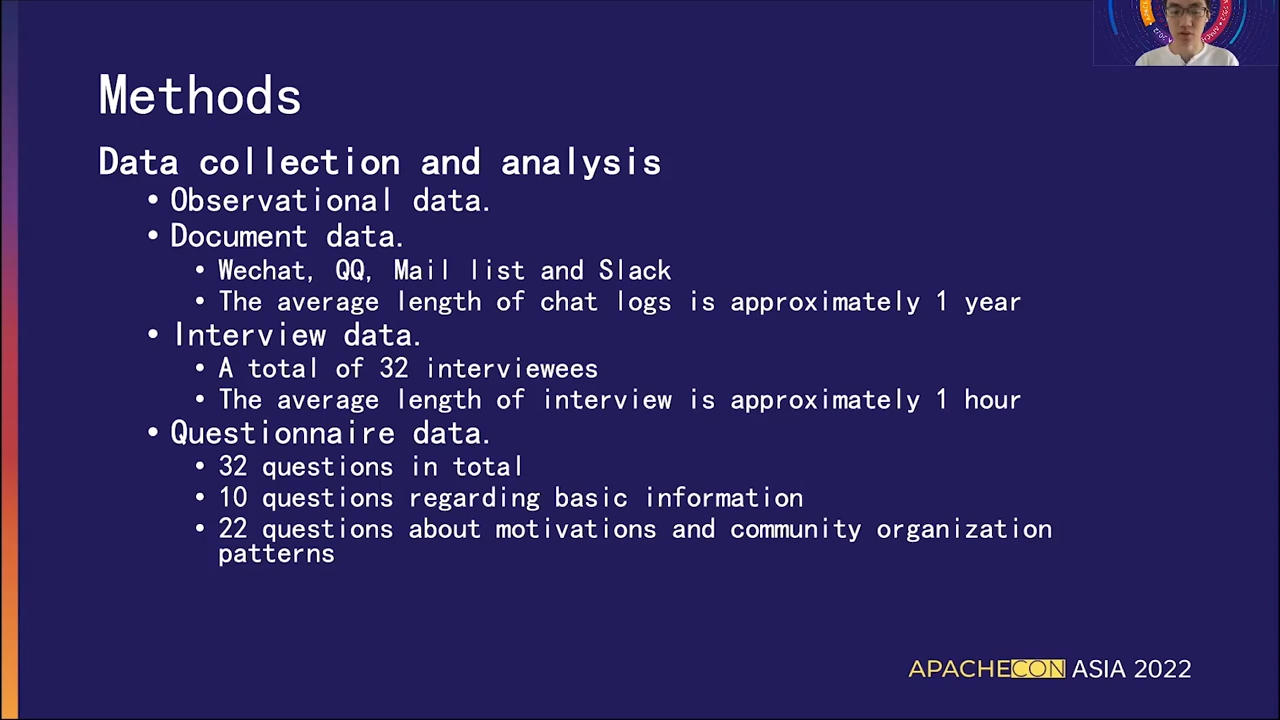 Methods
Data collection and analysis
• Observational data.
• Document data.
• Wechat, QQ, Mail list and Slack
• The average length of chat logs is approximately 1 year
• Interview data.
• A total of 32 interviewees
• The average length of interview is approximately 1 hour
• Questionnaire data.
• 32 questions in total
• 10 questions regarding basic information
• 22 questions about motivations and community organization
patterns
APACHECON ASIA 2022